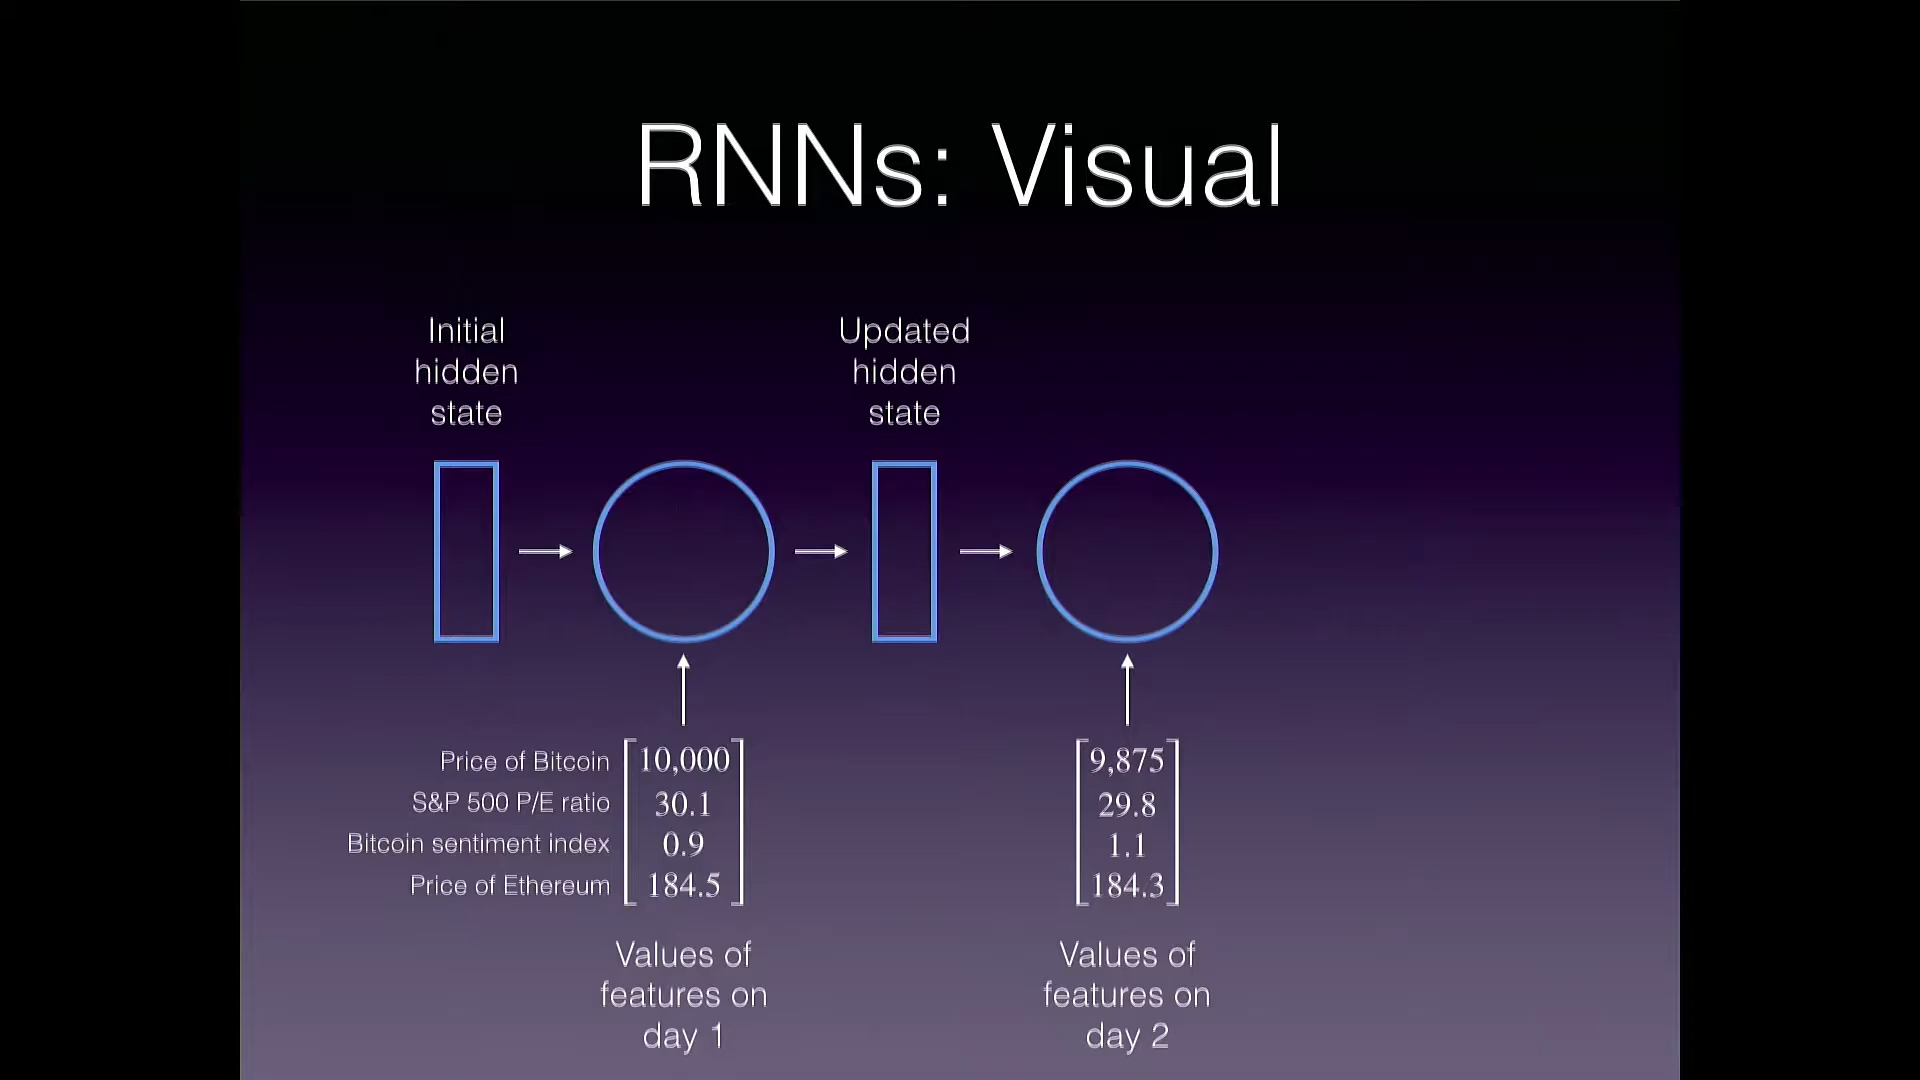 RNNs: Visual
Initial
hidden
state
Updated
hidden
state
Price of Bitcoin 10,000
S&P 500 P/E ratio 30.1
Bitcoin sentiment index 0.9
Price of Ethereum 184.5
9,875
29.8
1.1
184.3
Values of
features on
day 1
Values of
features on
day 2